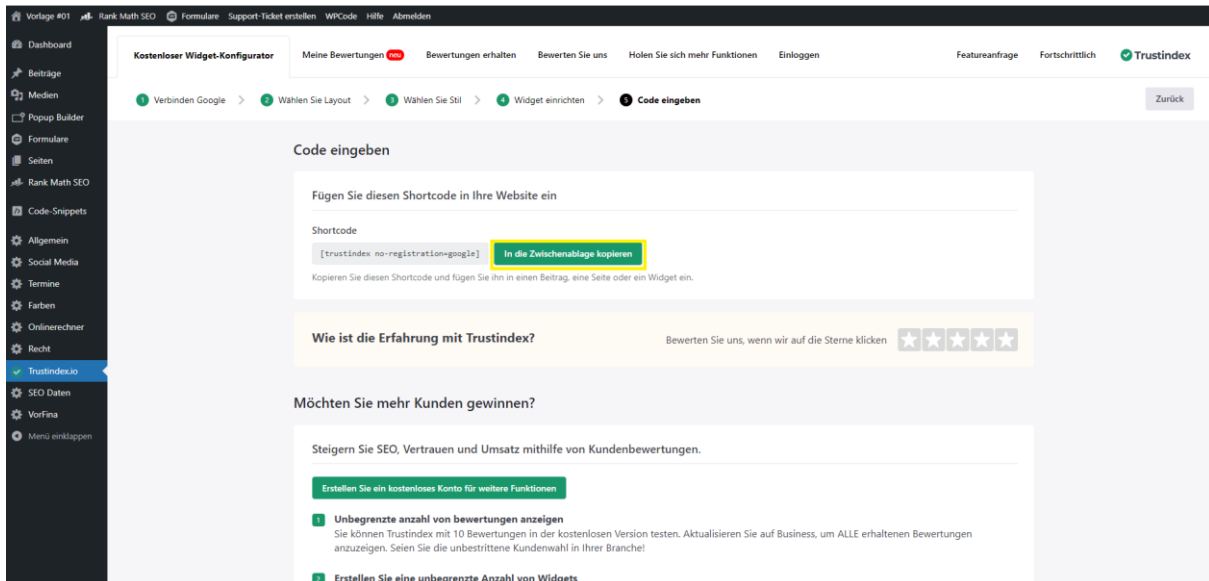 Vorlage #01 Rank Math SEO Formulare Support-Ticket erstellen WPCode Hilfe Abmelden
Dashboard
Beiträge
Medien
Popup Builder
Formulare
Seiten
Rank Math SEO
Code-Snippets
Allgemein
Social Media
Termine
Farben
Onlinerechner
Recht
Trustindex.io
SEO Daten
VorFina
Menü einklappen
Kostenloser Widget-Konfigurator Meine Bewertungen neu Bewertungen erhalten Bewerten Sie uns Holen Sie sich mehr Funktionen Einloggen Featureanfrage Fortschrittlich Trustindex
1 Verbinden Google > 2 Wählen Sie Layout > 3 Wählen Sie Stil > 4 Widget einrichten > 5 Code eingeben Zurück
Code eingeben
Fügen Sie diesen Shortcode in Ihre Website ein
Shortcode
[trustindex no-registration=google] In die Zwischenablage kopieren
Kopieren Sie diesen Shortcode und fügen Sie ihn in einen Beitrag, eine Seite oder ein Widget ein.
Wie ist die Erfahrung mit Trustindex? Bewerten Sie uns, wenn wir auf die Sterne klicken
Möchten Sie mehr Kunden gewinnen?
Steigern Sie SEO, Vertrauen und Umsatz mithilfe von Kundenbewertungen.
Erstellen Sie ein kostenloses Konto für weitere Funktionen
1 Unbegrenzte anzahl von bewertungen anzeigen
Sie können Trustindex mit 10 Bewertungen in der kostenlosen Version testen. Aktualisieren Sie auf Business, um ALLE erhaltenen Bewertungen
anzuzeigen. Seien Sie die unbestrittene Kundenwahl in Ihrer Branche!
2 Erstellen Sie eine unbegrenzte Anzahl von Widgets